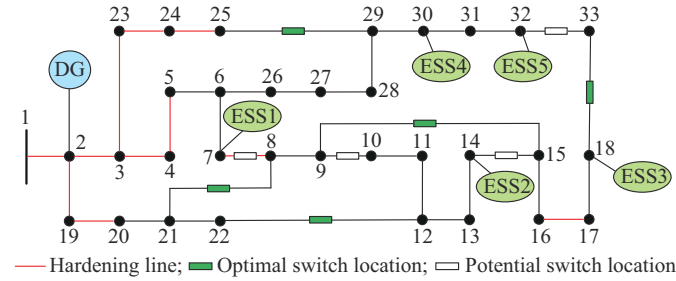 23 24 25 29 30 31 32 33
DG ESS4 ESS5
5 6 26 27 28
1 ESS1
2 3 4 7 8 9 10 11 14 15 18
ESS2 ESS3
19 20 21 22 12 13 16 17
Hardening line; Optimal switch location; Potential switch location